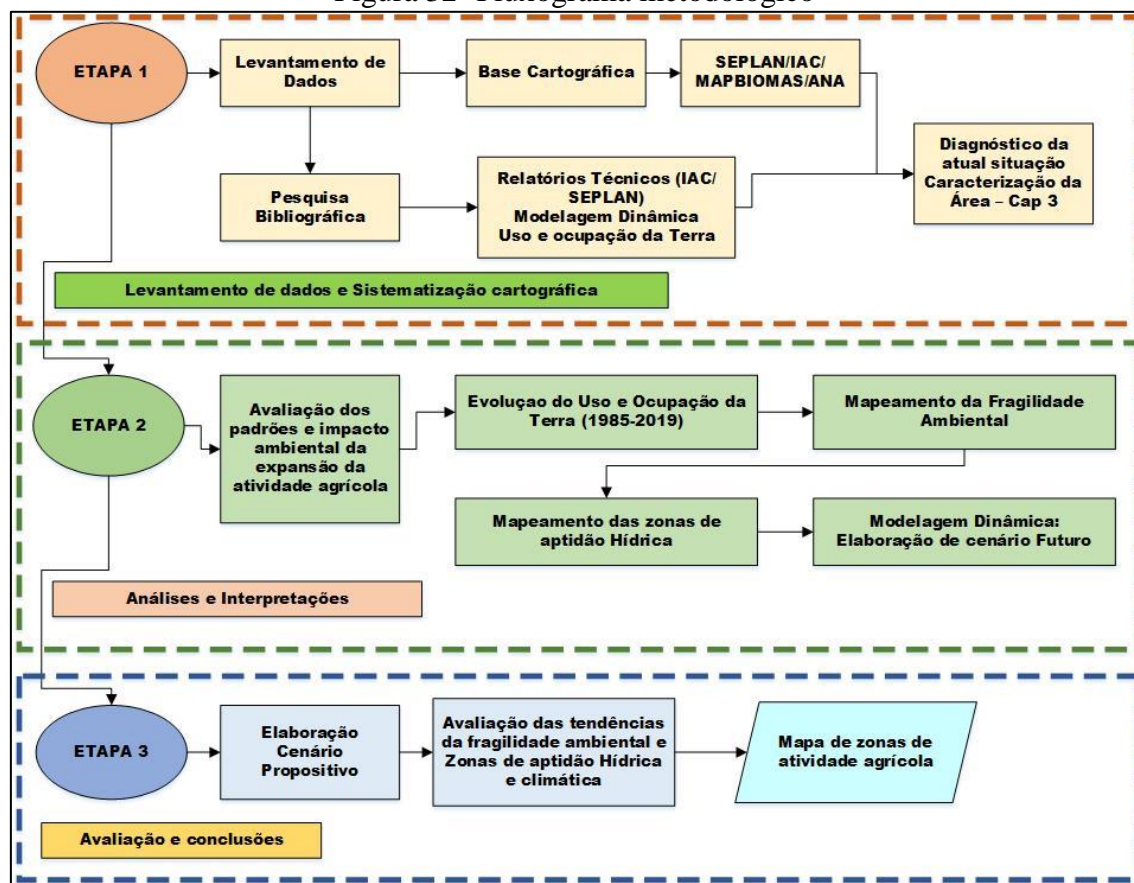 Figura 32- Fluxograma metodológico
ETAPA 1
Levantamento de
Dados
Base Cartográfica
SEPLAN/IAC/
MAPBIOMAS/ANA
Pesquisa
Bibliográfica
Relatórios Técnicos (IAC/
SEPLAN)
Modelagem Dinâmica
Uso e ocupação da Terra
Diagnóstico da
atual situação
Caracterização da
Área – Cap 3
Levantamento de dados e Sistematização cartográfica
ETAPA 2
Avaliação dos
padrões e impacto
ambiental da
expansão da
atividade agrícola
Evoluçao do Uso e Ocupação da
Terra (1985-2019)
Mapeamento da Fragilidade
Ambiental
Mapeamento das zonas de
aptidão Hídrica
Modelagem Dinâmica:
Elaboração de cenário Futuro
Análises e Interpretações
ETAPA 3
Elaboração
Cenário
Propositivo
Avaliação das tendências
da fragilidade ambiental e
Zonas de aptidão Hídrica
e climática
Mapa de zonas de
atividade agrícola
Avaliação e conclusões